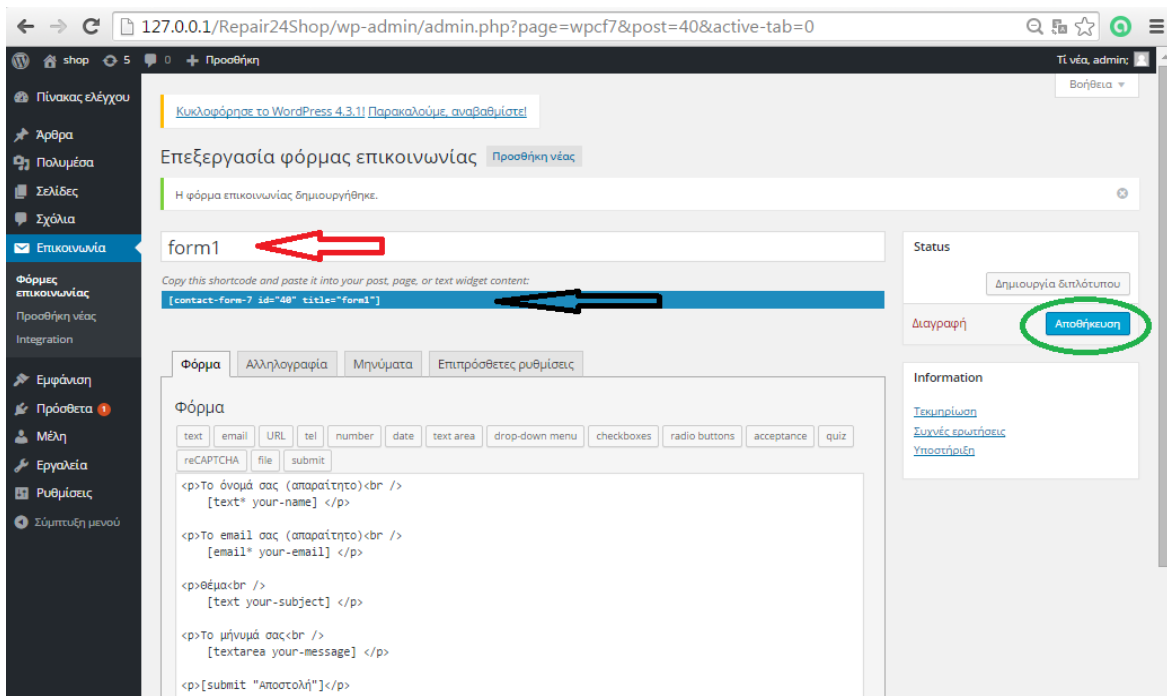 127.0.0.1/Repair24Shop/wp-admin/admin.php?page=wpcf7&post=40&active-tab=0
shop 5 0 Προσθήκη Τί νέα, admin;
Βοήθεια
Πίνακας ελέγχου
Άρθρα
Πολυμέσα
Σελίδες
Σχόλια
Επικοινωνία
Φόρμες
επικοινωνίας
Προσθήκη νέας
Integration
Εμφάνιση
Πρόσθετα 1
Μέλη
Εργαλεία
Ρυθμίσεις
Σύμπτυξη μενού
Κυκλοφόρησε το WordPress 4.3.1! Παρακαλούμε, αναβαθμίστε!
Επεξεργασία φόρμας επικοινωνίας Προσθήκη νέας
Η φόρμα επικοινωνίας δημιουργήθηκε.
form1
Copy this shortcode and paste it into your post, page, or text widget content:
[contact-form-7 id="40" title="form1"]
Φόρμα Αλληλογραφία Μηνύματα Επιπρόσθετες ρυθμίσεις
Φόρμα
text email URL tel number date text area drop-down menu checkboxes radio buttons acceptance quiz
reCAPTCHA file submit
<p>Το όνομά σας (απαραίτητο)<br />
[text* your-name] </p>
<p>Το email σας (απαραίτητο)<br />
[email* your-email] </p>
<p>Θέμα<br />
[text your-subject] </p>
<p>Το μήνυμά σας<br />
[textarea your-message] </p>
<p>[submit "Αποστολή"]</p>
Status
Δημιουργία διπλότυπου
Διαγραφή Αποθήκευση
Information
Τεκμηρίωση
Συχνές ερωτήσεις
Υποστήριξη